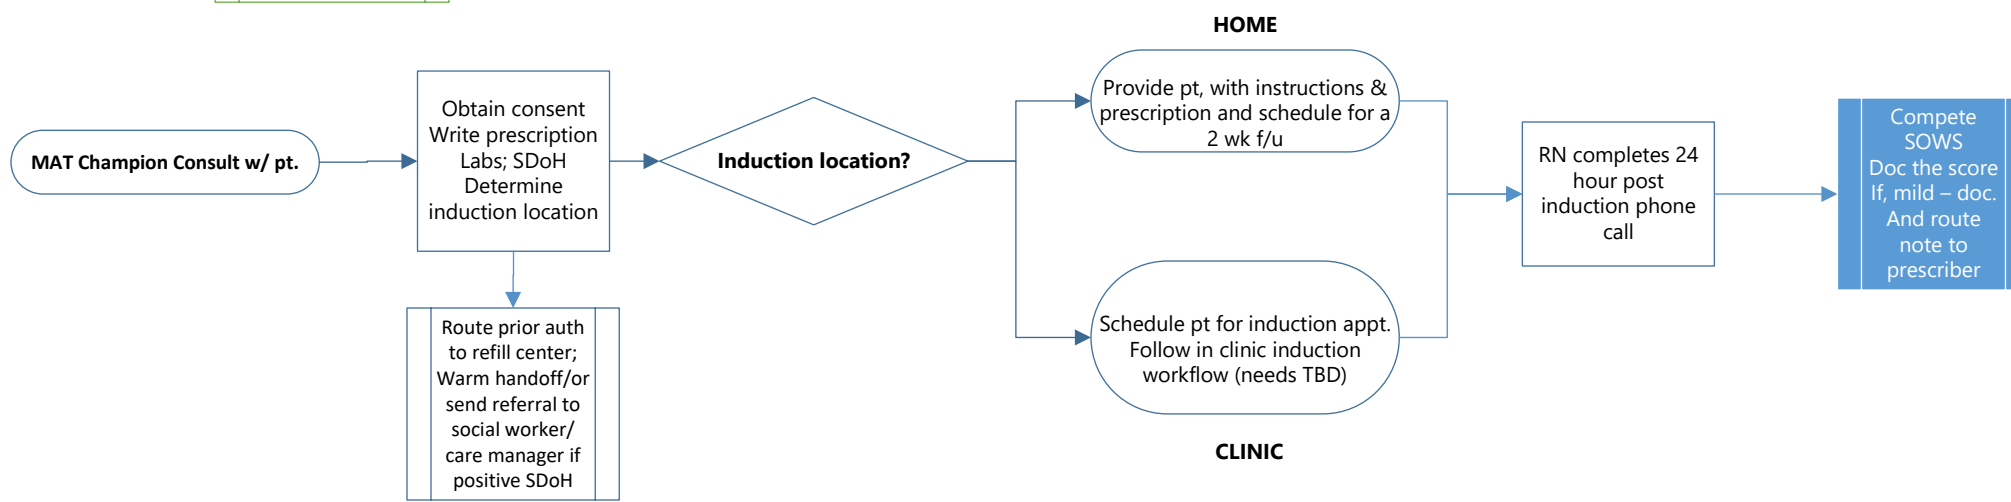 MAT Champion Consult w/ pt.
Obtain consent
Write prescription
Labs; SDoH
Determine
induction location
Route prior auth
to refill center;
Warm handoff/or
send referral to
social worker/
care manager if
positive SDoH
Induction location?
HOME
Provide pt, with instructions &
prescription and schedule for a
2 wk f/u
Schedule pt for induction appt.
Follow in clinic induction
workflow (needs TBD)
CLINIC
RN completes 24
hour post
induction phone
call
Compete
SOWS
Doc the score
If, mild – doc.
And route
note to
prescriber